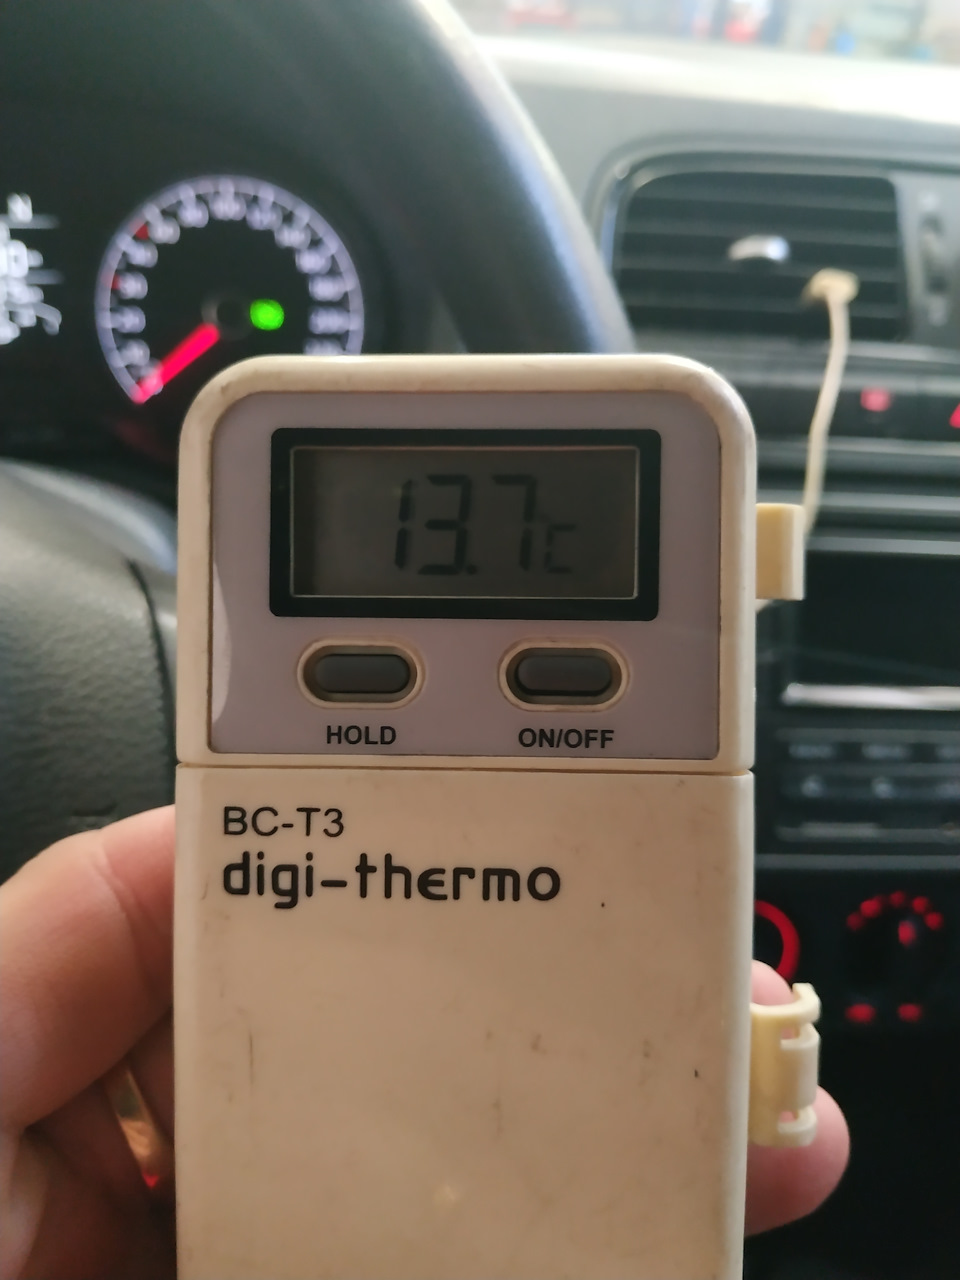 13.7c
HOLD
ON/OFF
BC-T3
digi-thermo